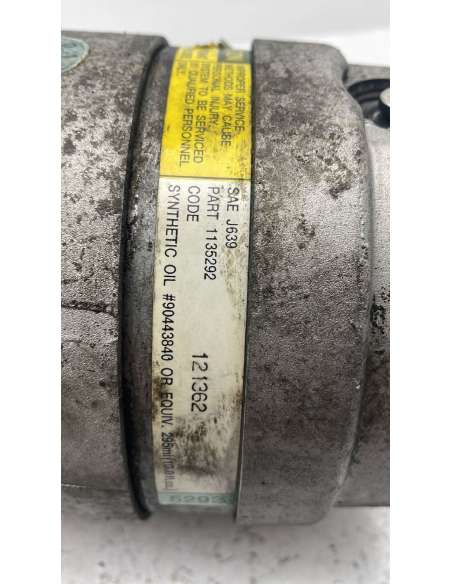 IMPROPER SERVICE
METHODS MAY CAUSE
PERSONAL INJURY.
SYSTEM TO BE SERVICED
BY QUALIFIED PERSONNEL
ONLY.
SAE J639
PART 1135292
CODE 121362
SYNTHETIC OIL #90443840 OR EQUIV. 295ml